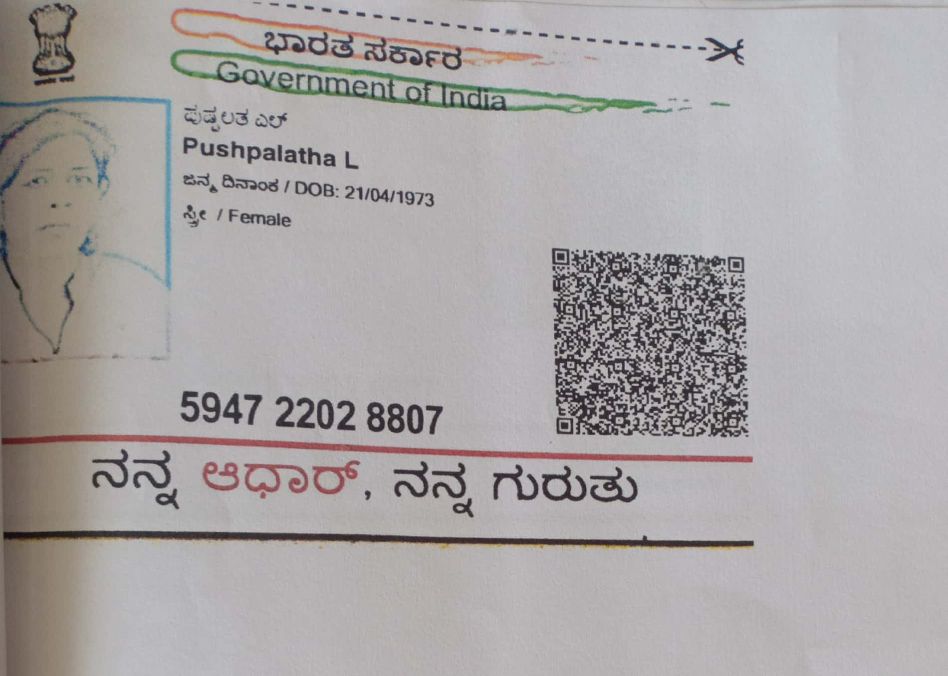 ಭಾರತ ಸರ್ಕಾರ
Government of India
ಪುಷ್ಪಲತ ಎಲ್
Pushpalatha L
ಜನ್ಮ ದಿನಾಂಕ / DOB: 21/04/1973
ಸ್ತ್ರೀ / Female
5947 2202 8807
ನನ್ನ ಆಧಾರ್, ನನ್ನ ಗುರುತು